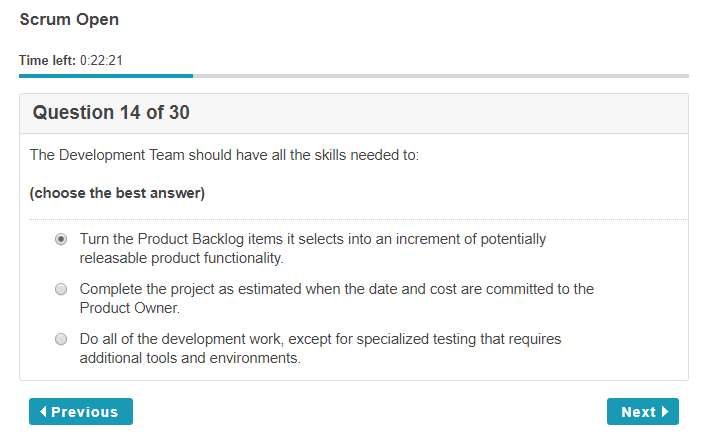 Scrum Open
Time left: 0:22:21
Question 14 of 30
The Development Team should have all the skills needed to:
(choose the best answer)
Turn the Product Backlog items it selects into an increment of potentially
releasable product functionality.
Complete the project as estimated when the date and cost are committed to the
Product Owner.
Do all of the development work, except for specialized testing that requires
additional tools and environments.
Previous
Next